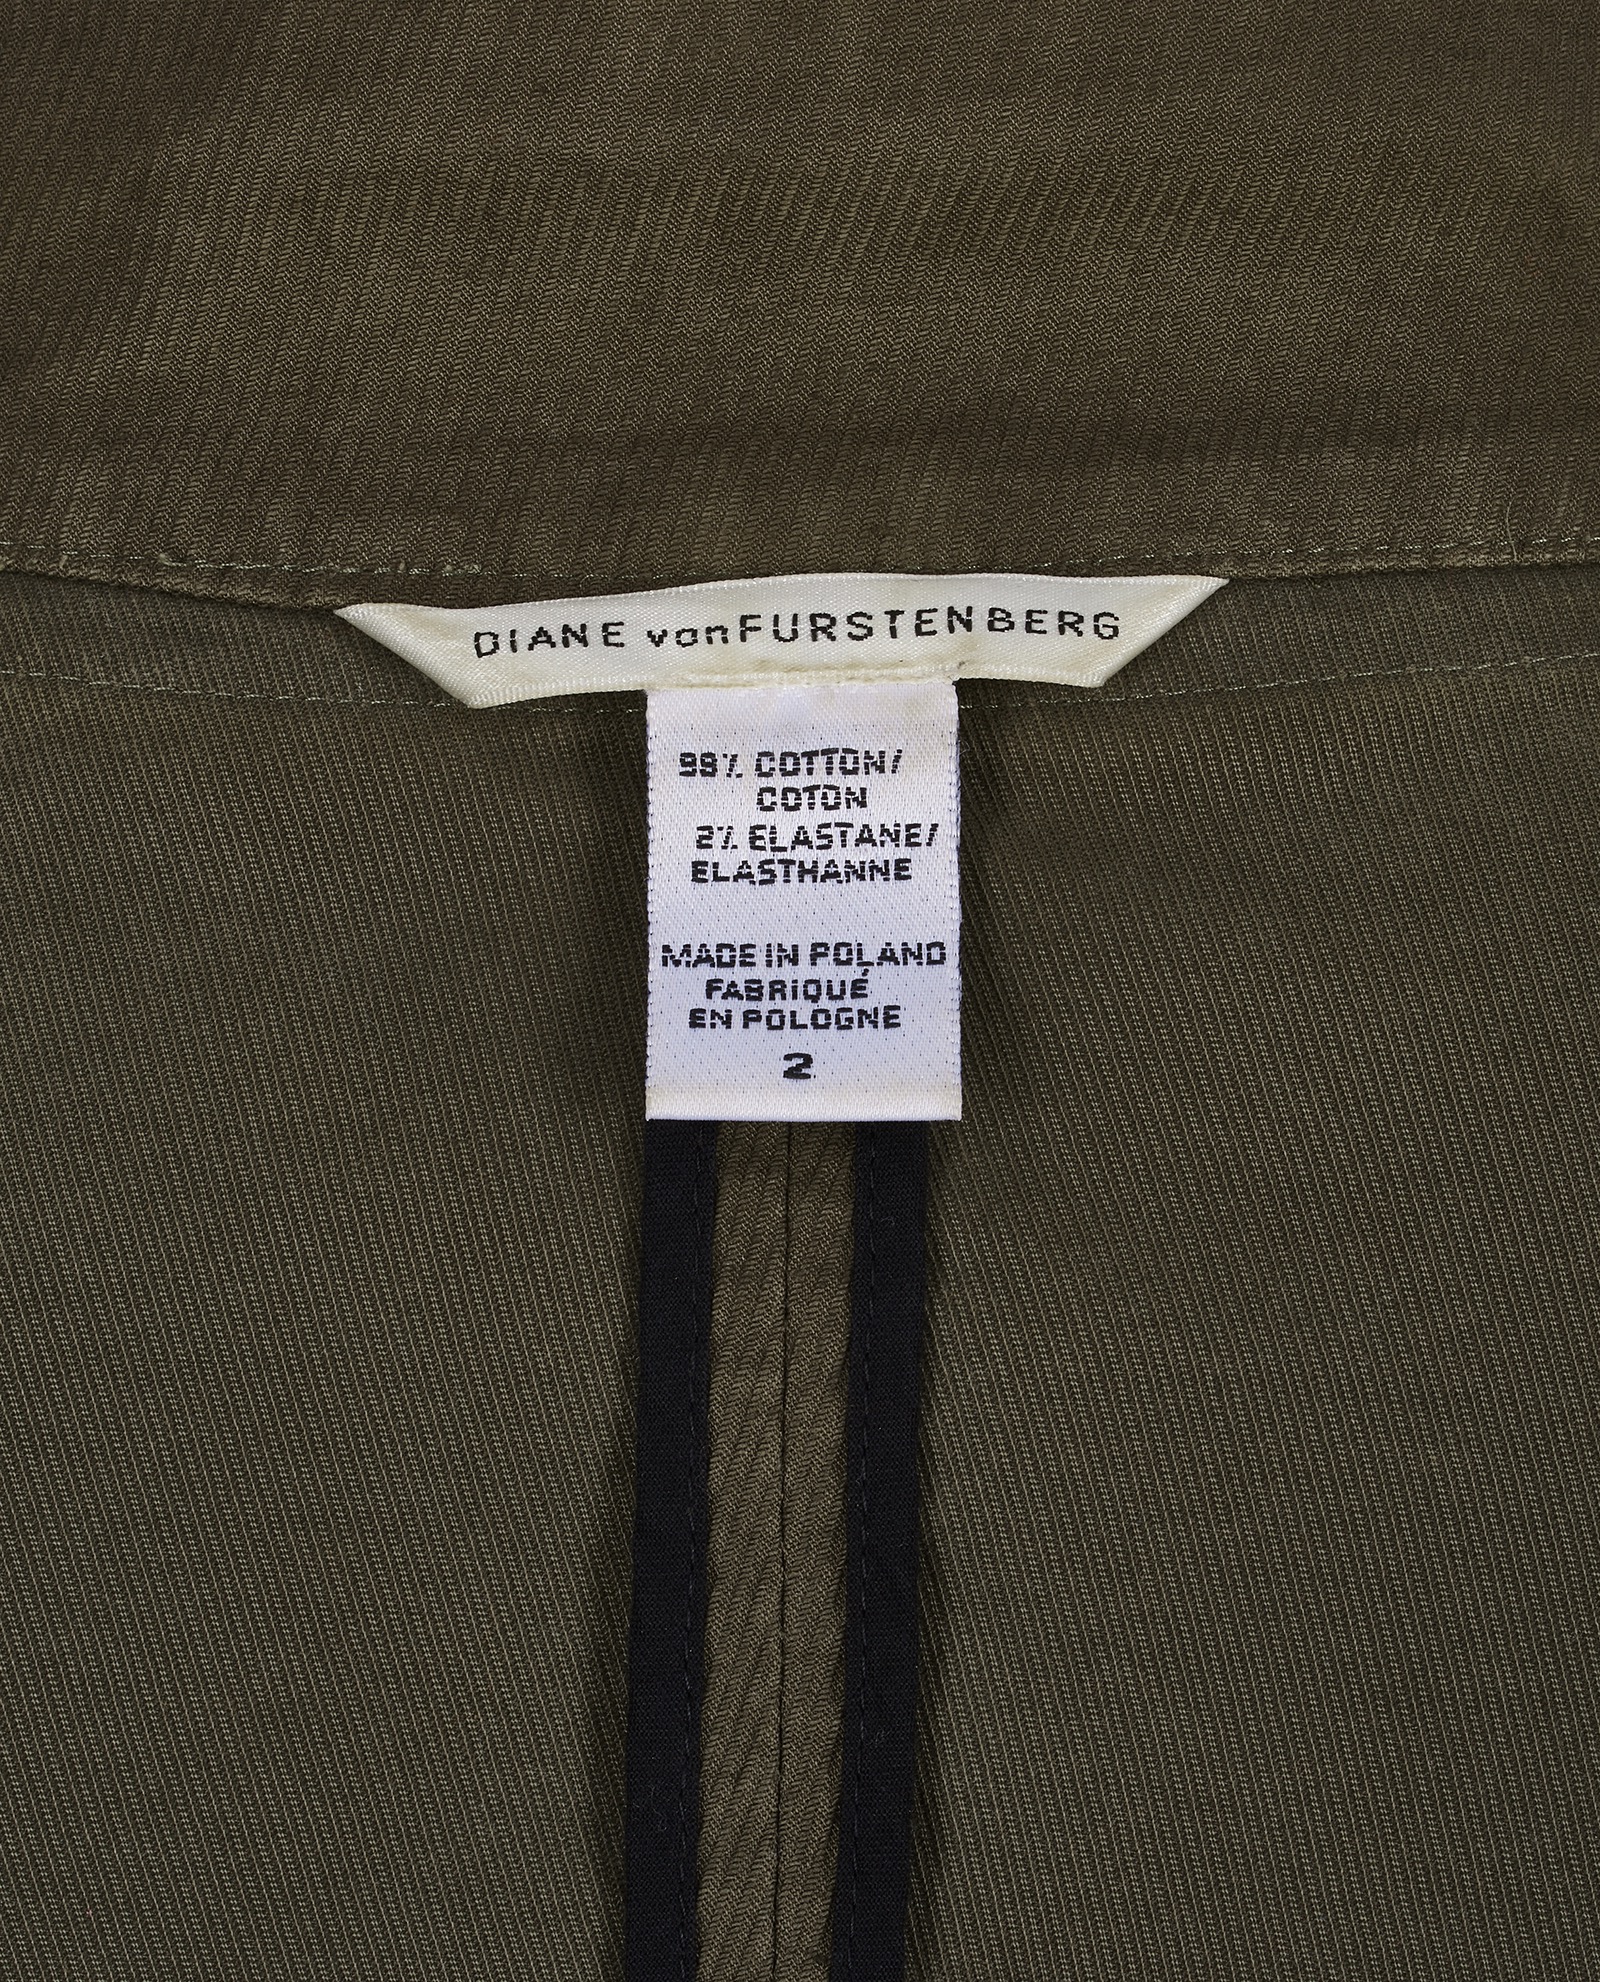 DIANE vonFURSTENBERG
98% COTTON/
COTON
2% ELASTANE/
ELASTHANNE
MADE IN POLAND
FABRIQUÉ
EN POLOGNE
2